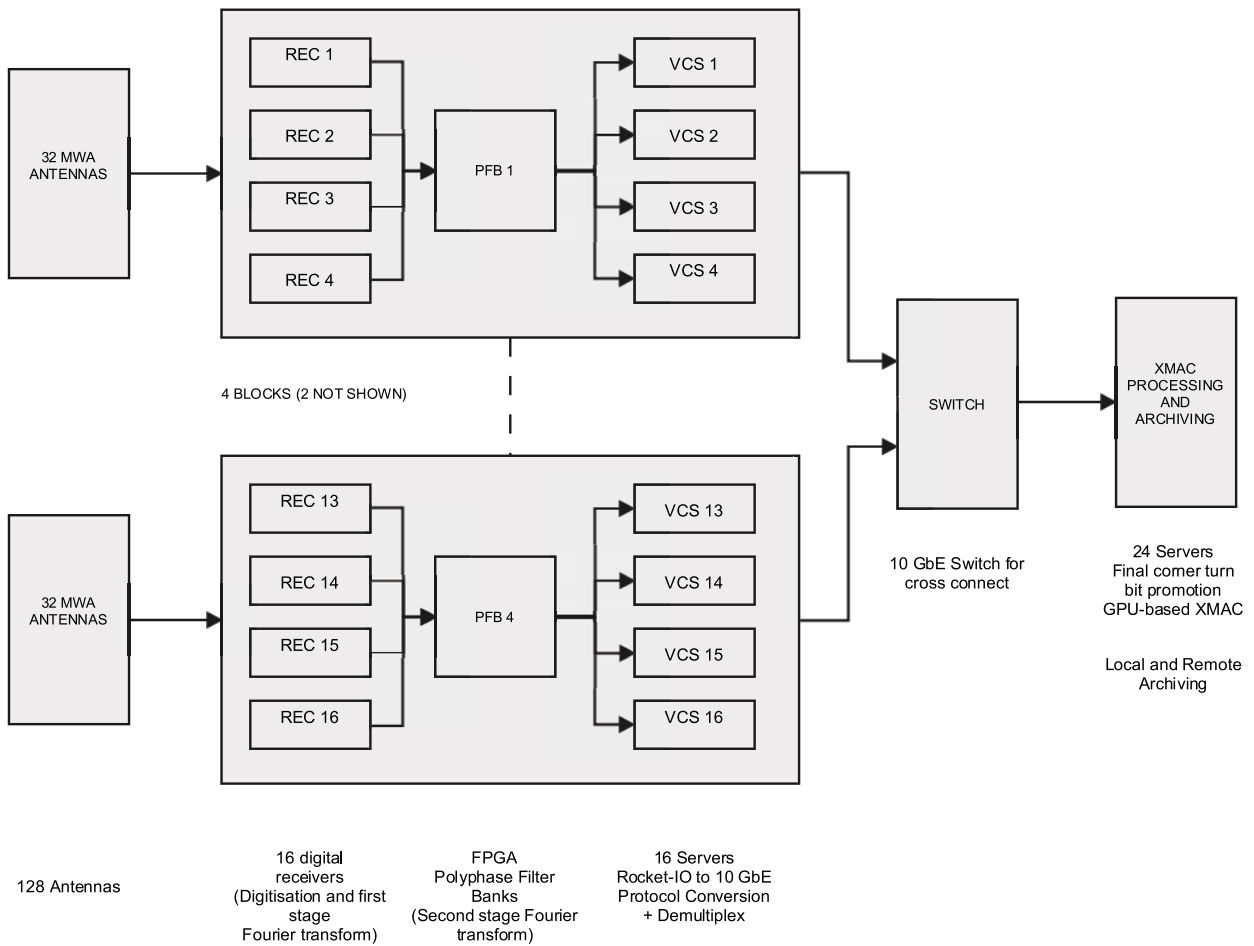 32 MWA
ANTENNAS
REC 1
REC 2
REC 3
REC 4
PFB 1
VCS 1
VCS 2
VCS 3
VCS 4
4 BLOCKS (2 NOT SHOWN)
32 MWA
ANTENNAS
REC 13
REC 14
REC 15
REC 16
PFB 4
VCS 13
VCS 14
VCS 15
VCS 16
SWITCH
10 GbE Switch for
cross connect
XMAC
PROCESSING
AND
ARCHIVING
24 Servers
Final corner turn
bit promotion
GPU-based XMAC
Local and Remote
Archiving
128 Antennas
16 digital
receivers
(Digitisation and first
stage
Fourier transform)
FPGA
Polyphase Filter
Banks
(Second stage Fourier
transform)
16 Servers
Rocket-IO to 10 GbE
Protocol Conversion
+ Demultiplex